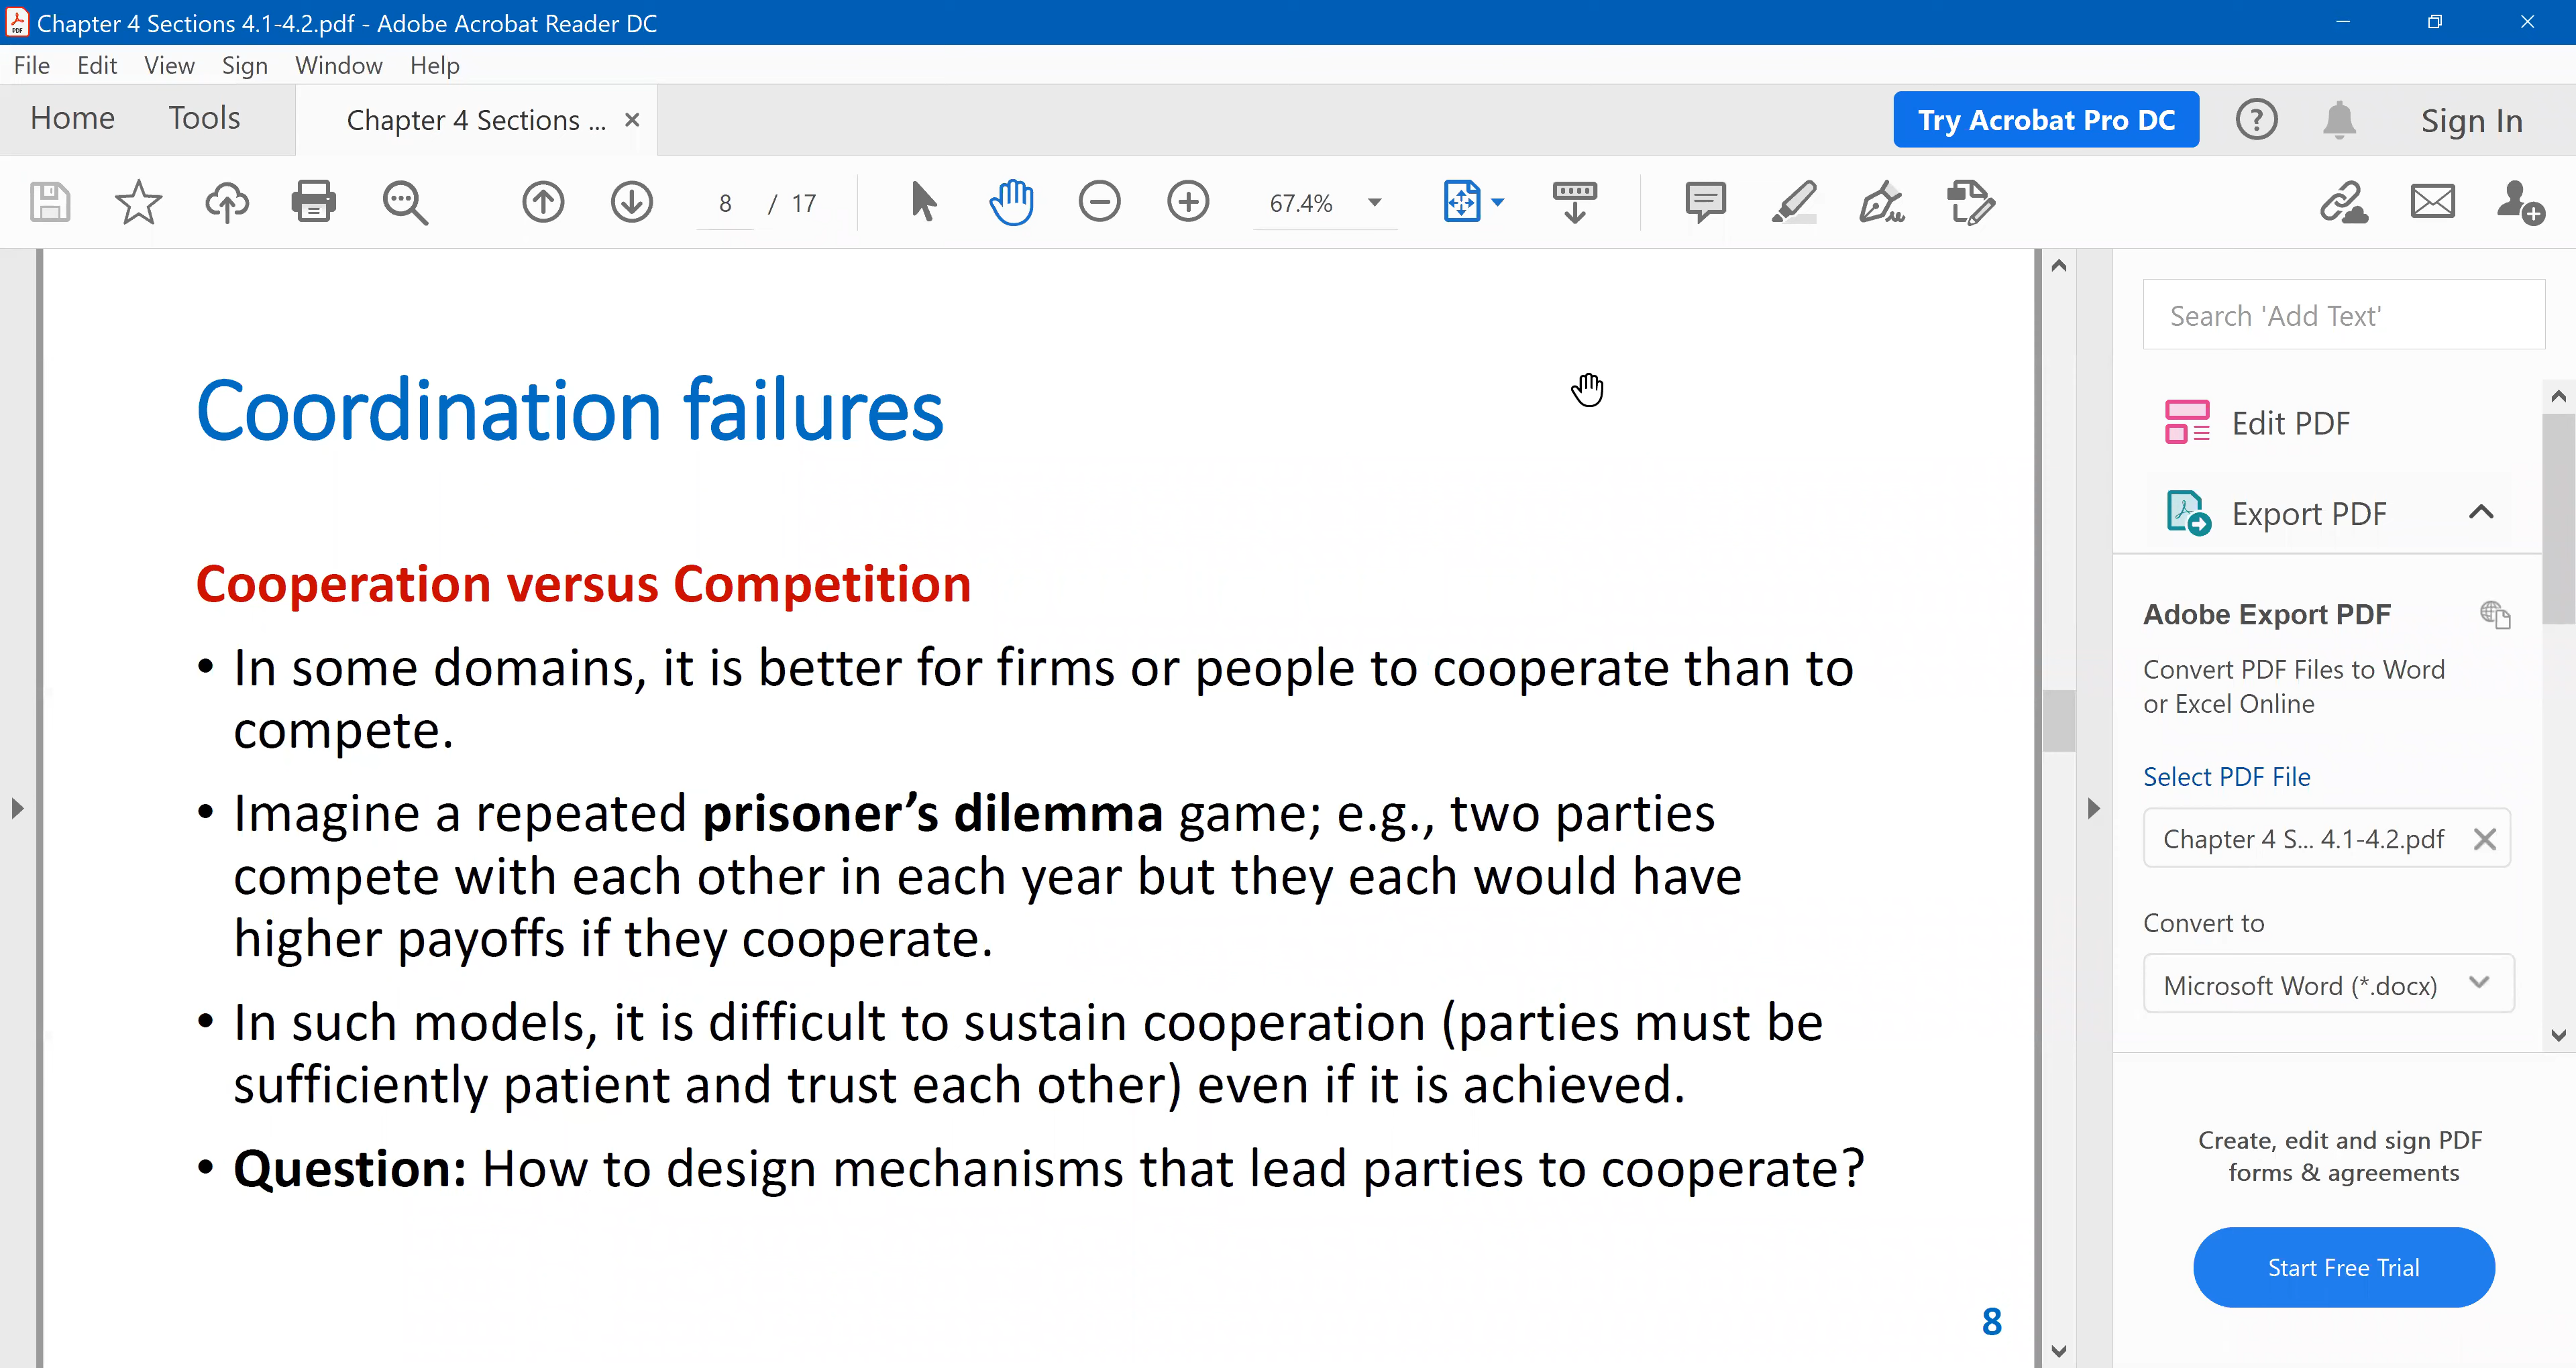 Chapter 4 Sections 4.1-4.2.pdf - Adobe Acrobat Reader DC
File Edit View Sign Window Help
Home Tools Chapter 4 Sections ... Try Acrobat Pro DC Sign In
8 / 17 67.4%
Coordination failures
Cooperation versus Competition
• In some domains, it is better for firms or people to cooperate than to
compete.
• Imagine a repeated prisoner's dilemma game; e.g., two parties
compete with each other in each year but they each would have
higher payoffs if they cooperate.
• In such models, it is difficult to sustain cooperation (parties must be
sufficiently patient and trust each other) even if it is achieved.
• Question: How to design mechanisms that lead parties to cooperate?
8
Search 'Add Text'
Edit PDF
Export PDF
Adobe Export PDF
Convert PDF Files to Word
or Excel Online
Select PDF File
Chapter 4 S... 4.1-4.2.pdf
Convert to
Microsoft Word (*.docx)
Create, edit and sign PDF
forms & agreements
Start Free Trial